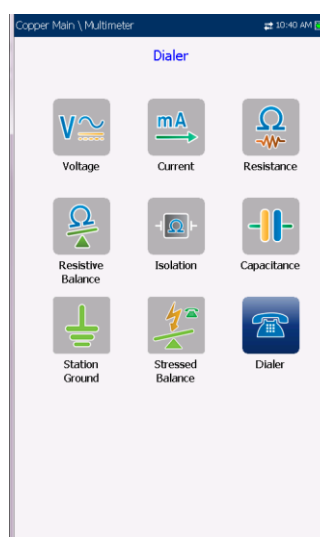 Copper Main \ Multimeter 10:40 AM
Dialer
V
mA
Ω
Voltage
Current
Resistance
Ω
Ω
Resistive
Balance
Isolation
Capacitance
Station
Ground
Stressed
Balance
Dialer